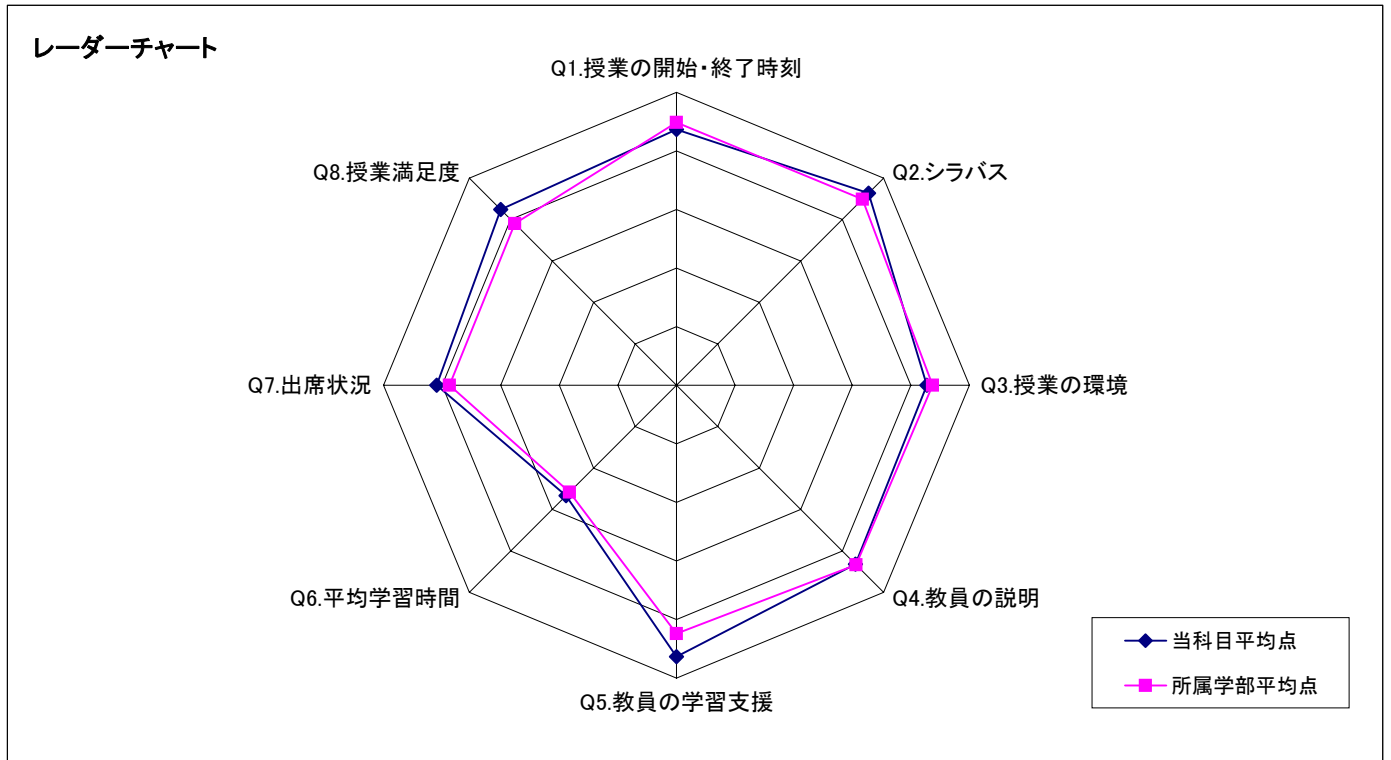 レーダーチャート
Q1.授業の開始・終了時刻
Q8.授業満足度
Q2.シラバス
Q7.出席状況
Q3.授業の環境
Q6.平均学習時間
Q4.教員の説明
Q5.教員の学習支援
当科目平均点
所属学部平均点